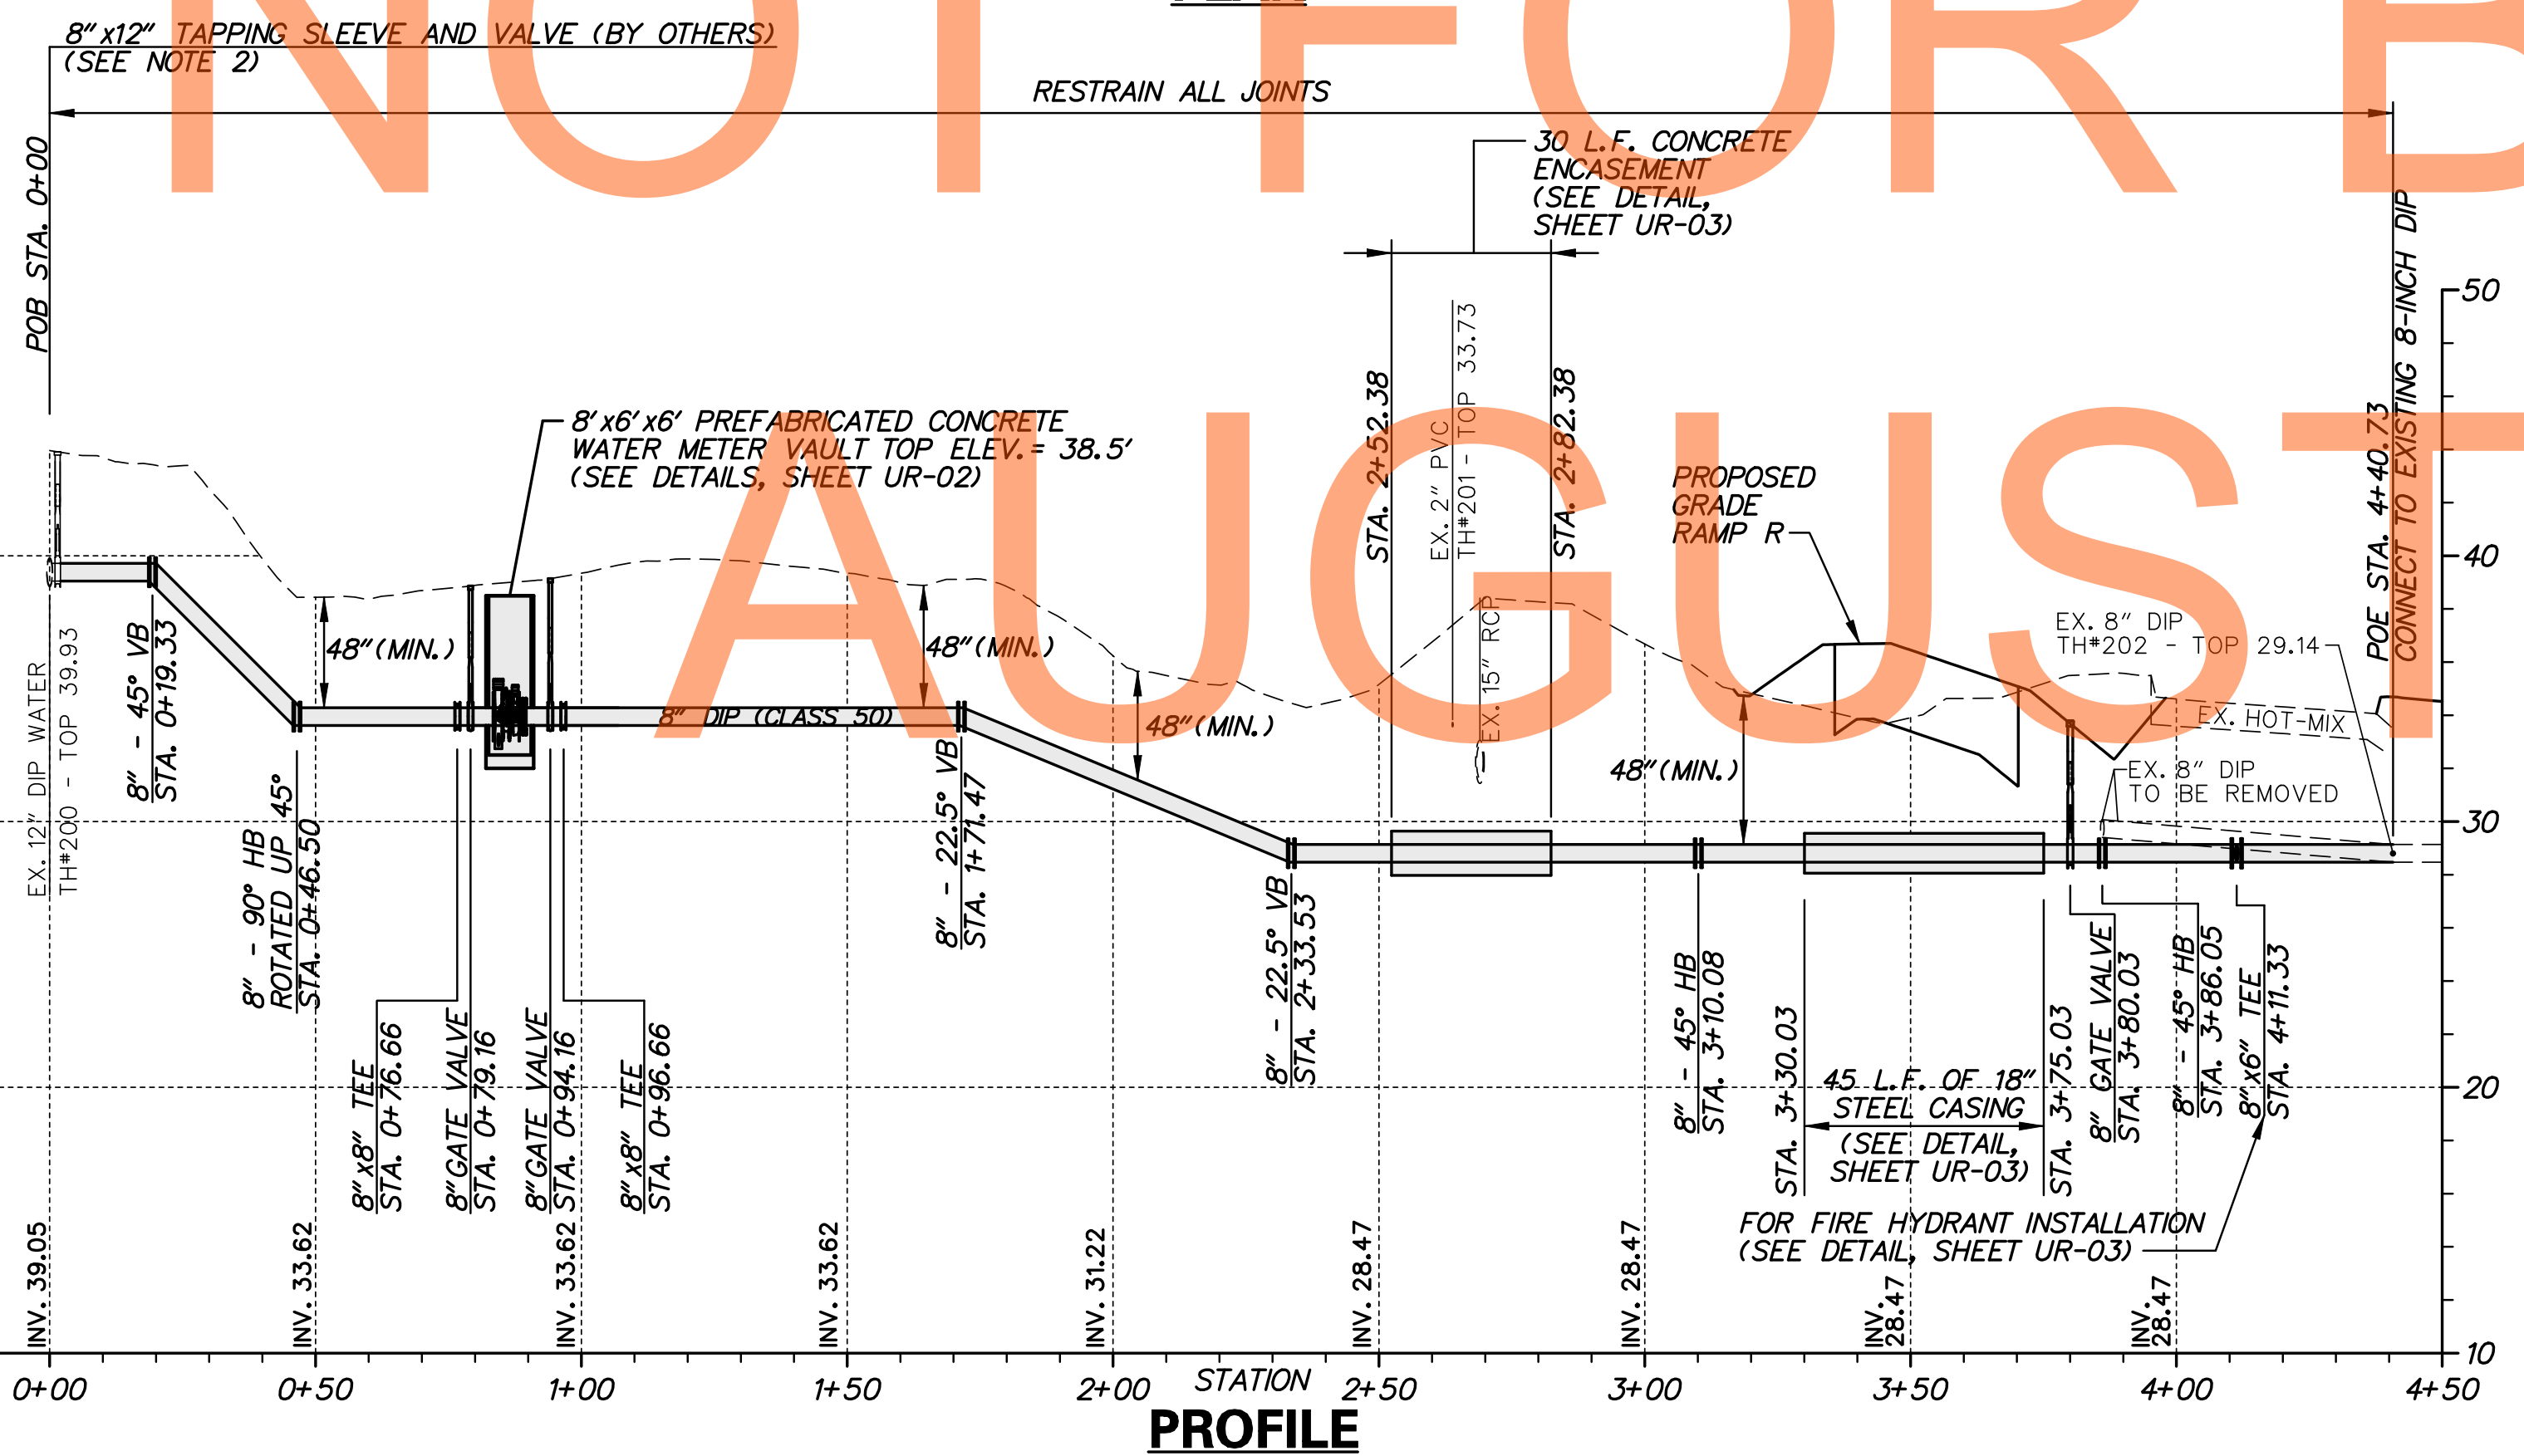 8"x12" TAPPING SLEEVE AND VALVE (BY OTHERS)
(SEE NOTE 2)
RESTRAIN ALL JOINTS
NOT FOR B
AUGUST
POB STA. 0+00
30 L.F. CONCRETE
ENCASEMENT
(SEE DETAIL,
SHEET UR-03)
STA. 2+52.38
EX. 2" PVC
TH#201 - TOP 33.73
STA. 2+82.38
EX. 15" RCP
8'x6'x6' PREFABRICATED CONCRETE
WATER METER VAULT TOP ELEV.= 38.5'
(SEE DETAILS, SHEET UR-02)
PROPOSED
GRADE
RAMP R
POE STA. 4+40.73
CONNECT TO EXISTING 8-INCH DIP
EX. 8" DIP
TH#202 - TOP 29.14
EX. HOT-MIX
EX. 8" DIP
TO BE REMOVED
EX. 12" DIP WATER
TH#200 - TOP 39.93
8" - 45° VB
STA. 0+19.33
8" - 90° HB
ROTATED UP 45°
STA. 0+46.50
48"(MIN.)
48"(MIN.)
48"(MIN.)
48"(MIN.)
8" DIP (CLASS 50)
8"x8" TEE
STA. 0+76.66
8"GATE VALVE
STA. 0+79.16
8"GATE VALVE
STA. 0+94.16
8"x8" TEE
STA. 0+96.66
8" - 22.5° VB
STA. 1+71.47
8" - 22.5° VB
STA. 2+33.53
8" - 45° HB
STA. 3+10.08
STA. 3+30.03
45 L.F. OF 18"
STEEL CASING
(SEE DETAIL,
SHEET UR-03)
STA. 3+75.03
8" GATE VALVE
STA. 3+80.03
8" - 45° HB
STA. 3+86.05
8"x6" TEE
STA. 4+11.33
FOR FIRE HYDRANT INSTALLATION
(SEE DETAIL, SHEET UR-03)
50
40
30
20
10
INV. 39.05
INV. 33.62
INV. 33.62
INV. 33.62
INV. 31.22
INV. 28.47
INV. 28.47
INV.
28.47
INV.
28.47
0+00 0+50 1+00 1+50 2+00 STATION 2+50 3+00 3+50 4+00 4+50
PROFILE